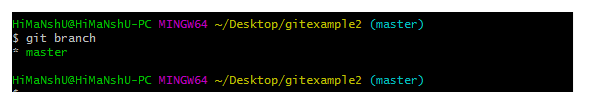 HiMaNshU@HiMaNshU-PC MINGW64 ~/Desktop/gitexample2 (master)
$ git branch
* master
HiMaNshU@HiMaNshU-PC MINGW64 ~/Desktop/gitexample2 (master)
$